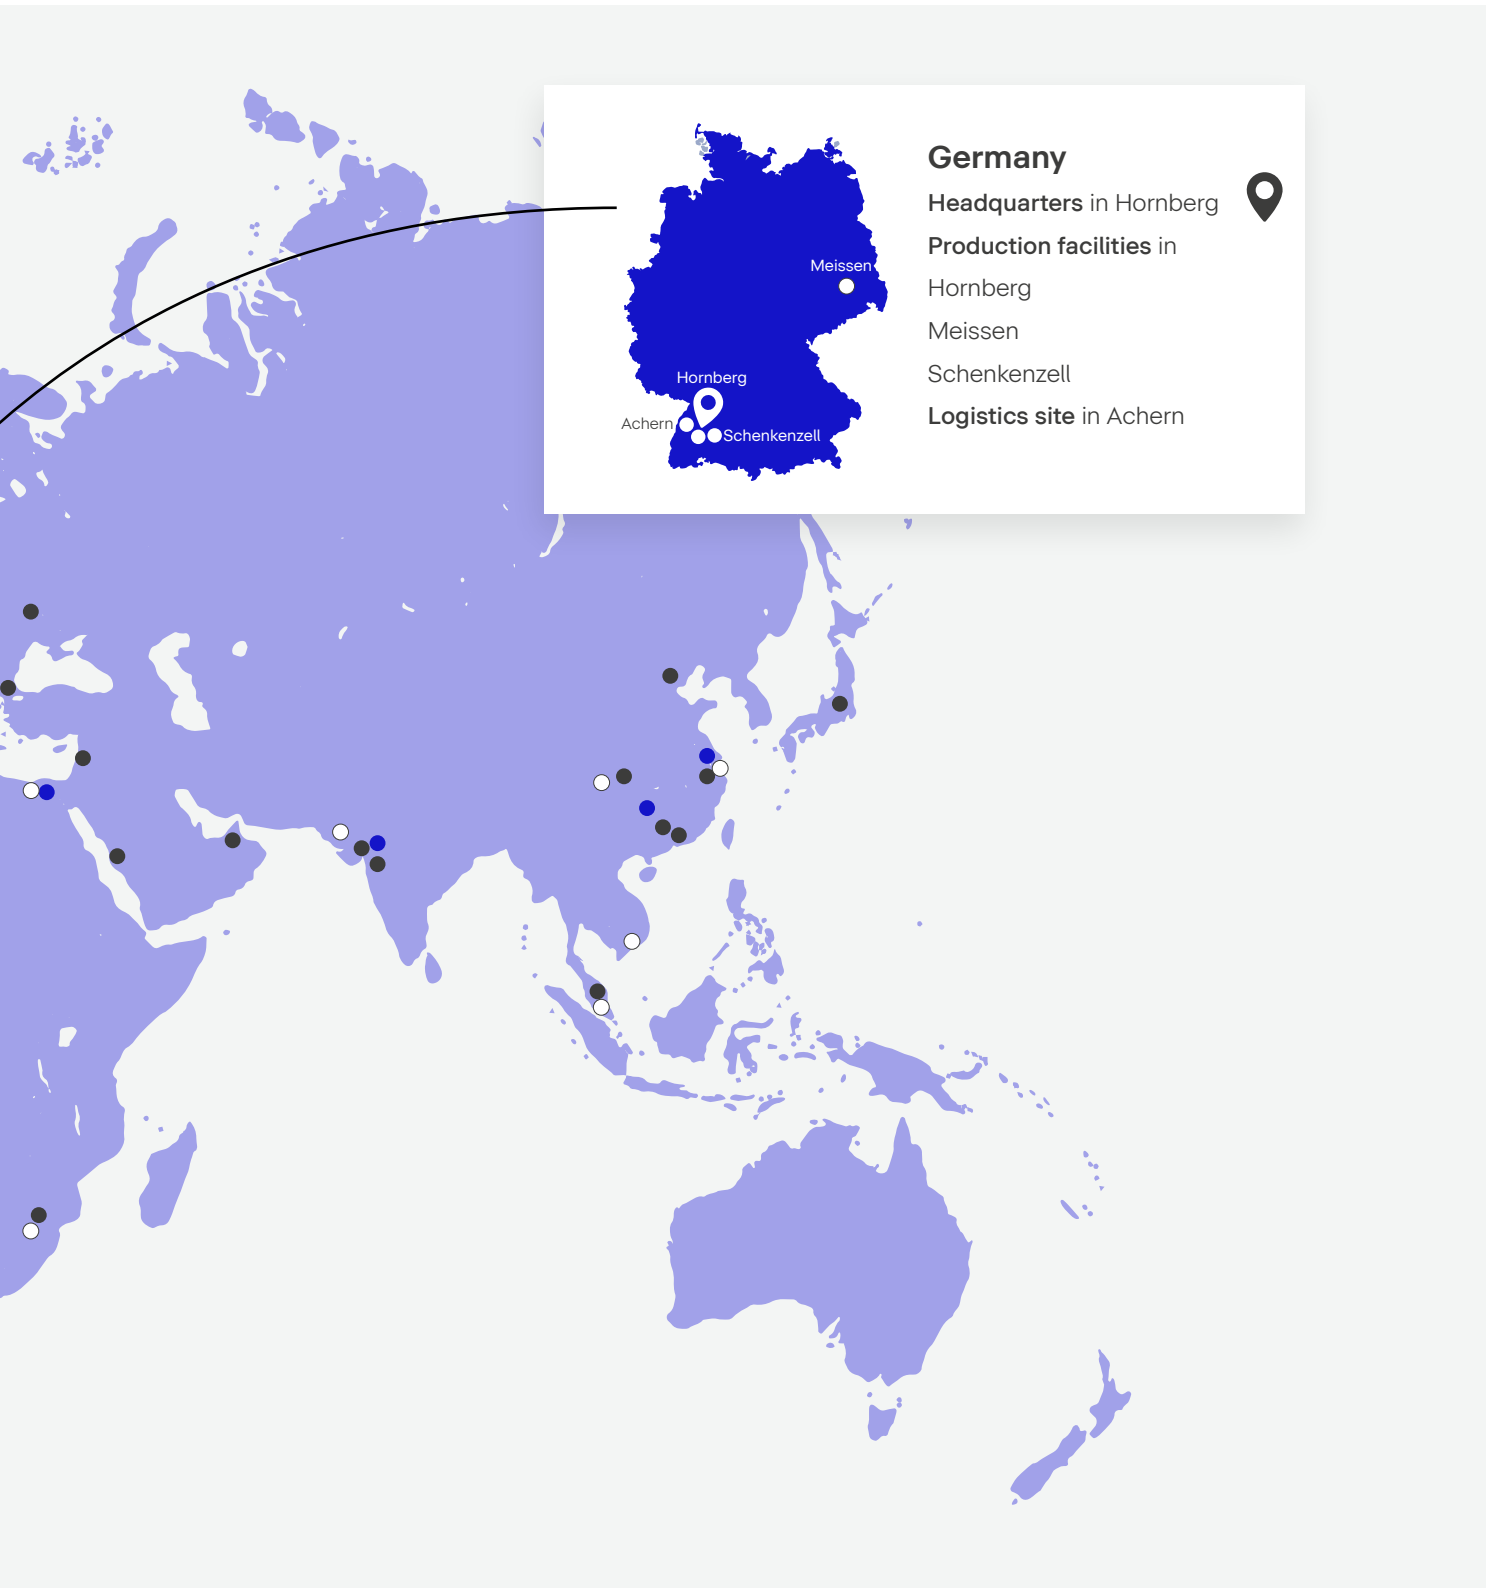 Germany
Headquarters in Hornberg
Production facilities in
Hornberg
Meissen
Schenkenzell
Logistics site in Achern
Meissen
Hornberg
Achern
Schenkenzell